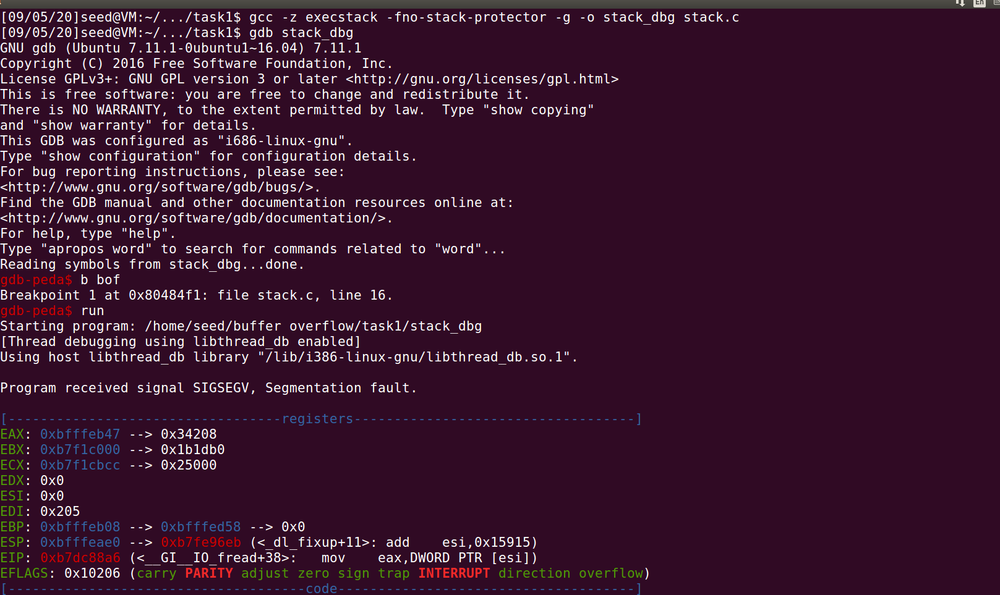 En
[09/05/20]seed@VM:~/.../task1$ gcc -z execstack -fno-stack-protector -g -o stack_dbg stack.c
[09/05/20]seed@VM:~/.../task1$ gdb stack_dbg
GNU gdb (Ubuntu 7.11.1-0ubuntu1~16.04) 7.11.1
Copyright (C) 2016 Free Software Foundation, Inc.
License GPLv3+: GNU GPL version 3 or later <http://gnu.org/licenses/gpl.html>
This is free software: you are free to change and redistribute it.
There is NO WARRANTY, to the extent permitted by law.  Type "show copying"
and "show warranty" for details.
This GDB was configured as "i686-linux-gnu".
Type "show configuration" for configuration details.
For bug reporting instructions, please see:
<http://www.gnu.org/software/gdb/bugs/>.
Find the GDB manual and other documentation resources online at:
<http://www.gnu.org/software/gdb/documentation/>.
For help, type "help".
Type "apropos word" to search for commands related to "word"...
Reading symbols from stack_dbg...done.
gdb-peda$ b bof
Breakpoint 1 at 0x80484f1: file stack.c, line 16.
gdb-peda$ run
Starting program: /home/seed/buffer overflow/task1/stack_dbg
[Thread debugging using libthread_db enabled]
Using host libthread_db library "/lib/i386-linux-gnu/libthread_db.so.1".
Program received signal SIGSEGV, Segmentation fault.
[----------------------------------registers-----------------------------------]
EAX: 0xbfffeb47 --> 0x34208
EBX: 0xb7f1c000 --> 0x1b1db0
ECX: 0xb7f1cbcc --> 0x25000
EDX: 0x0
ESI: 0x0
EDI: 0x205
EBP: 0xbfffeb08 --> 0xbfffed58 --> 0x0
ESP: 0xbfffeae0 --> 0xb7fe96eb (<_dl_fixup+11>: add    esi,0x15915)
EIP: 0xb7dc88a6 (<__GI__IO_fread+38>:   mov    eax,DWORD PTR [esi])
EFLAGS: 0x10206 (carry PARITY adjust zero sign trap INTERRUPT direction overflow)
[-------------------------------------code-------------------------------------]